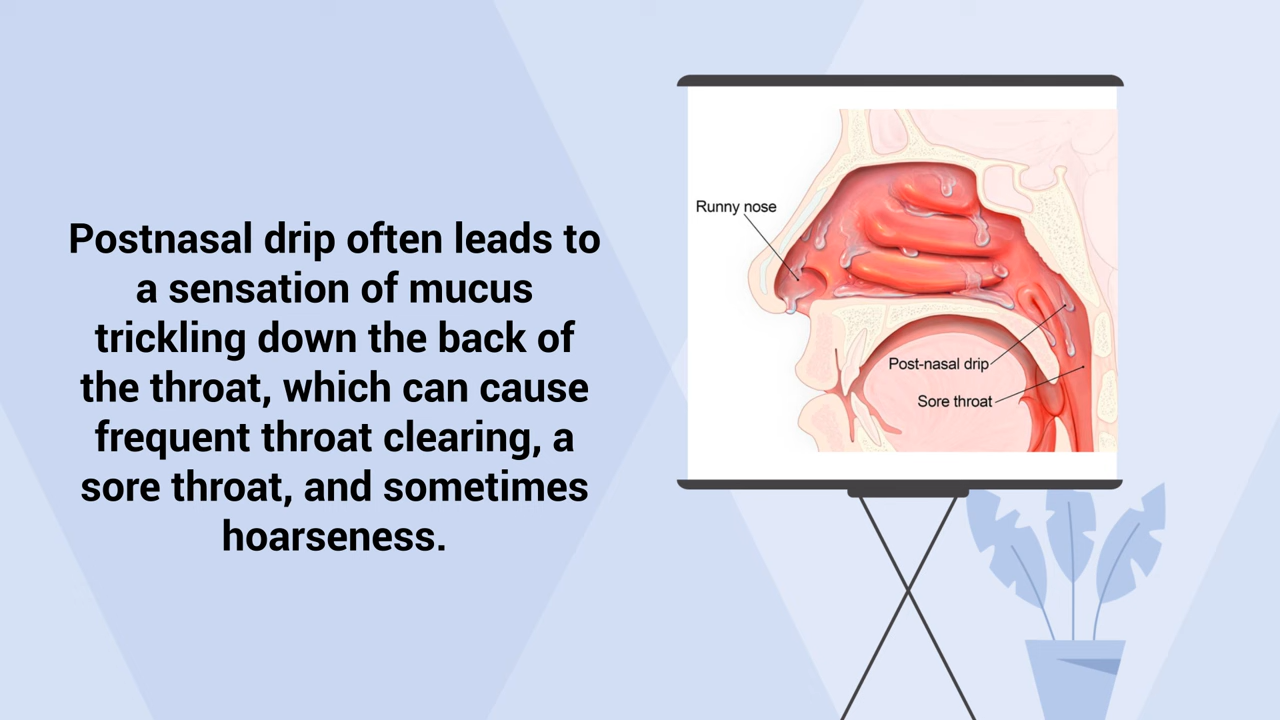 Postnasal drip often leads to
a sensation of mucus
trickling down the back of
the throat, which can cause
frequent throat clearing, a
sore throat, and sometimes
hoarseness.
Runny nose
Post-nasal drip
Sore throat